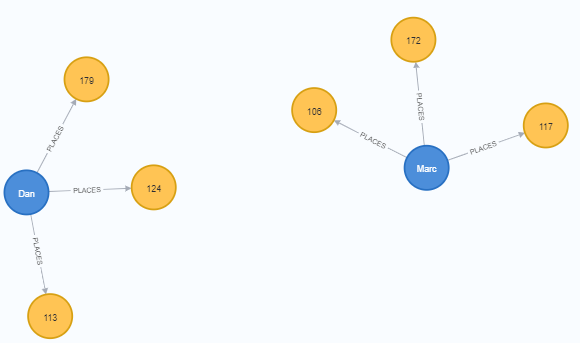 179
PLACES
Dan
PLACES
124
PLACES
113
172
106
PLACES
PLACES
PLACES
117
Marc